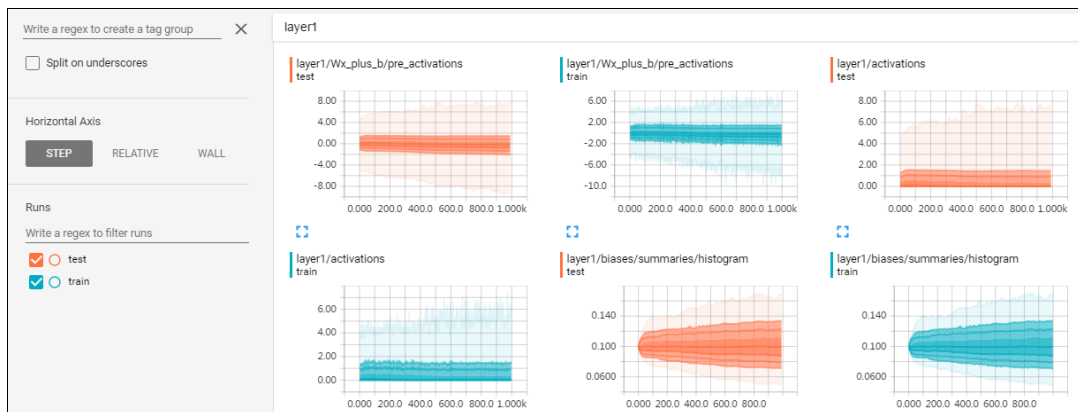 Write a regex to create a tag group
Split on underscores
Horizontal Axis
STEP RELATIVE WALL
Runs
Write a regex to filter runs
test
train
layer1
layer1/Wx_plus_b/pre_activations
test
8.00
4.00
0.00
-4.00
-8.00
0.000 200.0 400.0 600.0 800.0 1.000k
layer1/Wx_plus_b/pre_activations
train
6.00
2.00
-2.00
-6.00
-10.0
0.000 200.0 400.0 600.0 800.0 1.000k
layer1/activations
test
8.00
6.00
4.00
2.00
0.00
0.000 200.0 400.0 600.0 800.0 1.000k
layer1/activations
train
6.00
4.00
2.00
0.00
0.000 200.0 400.0 600.0 800.0 1.000k
layer1/biases/summaries/histogram
test
0.140
0.100
0.0600
0.000 200.0 400.0 600.0 800.0
layer1/biases/summaries/histogram
train
0.140
0.100
0.0600
0.000 200.0 400.0 600.0 800.0